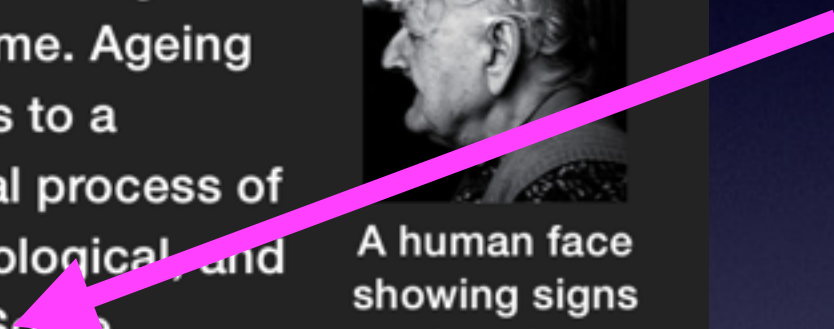 me. Ageing
s to a
al process of
ological, and
A human face
showing signs